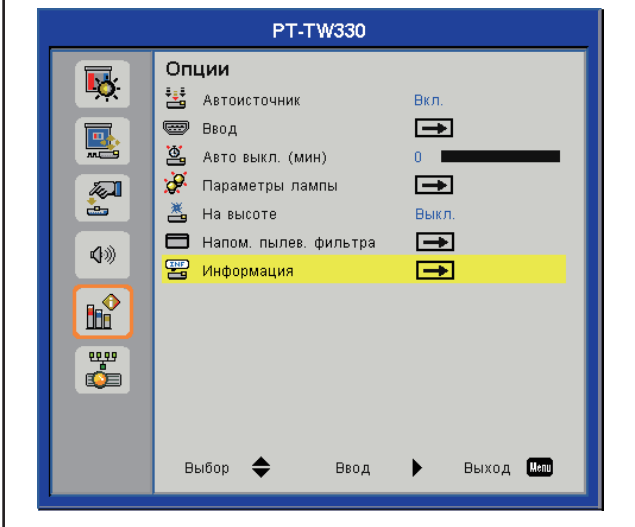 PT-TW330
Опции
Автоисточник Вкл.
Ввод
Авто выкл. (мин) 0
Параметры лампы
На высоте Выкл.
Напом. пылев. фильтра
INF Информация
Выбор Ввод Выход Menu